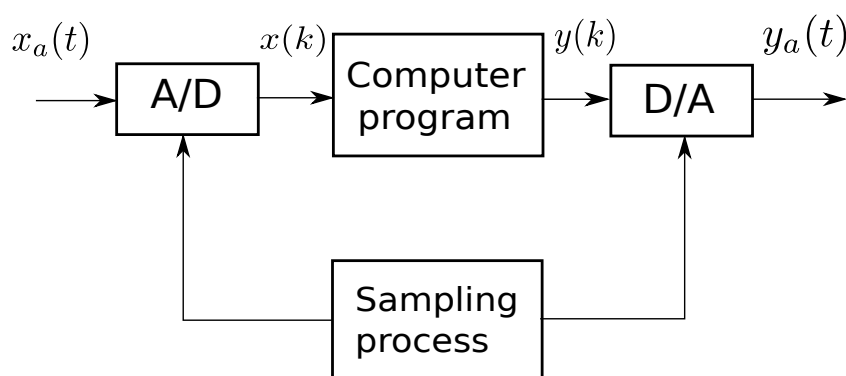 x_a(t)
x(k)
y(k)
y_a(t)
A/D
Computer
program
D/A
Sampling
process